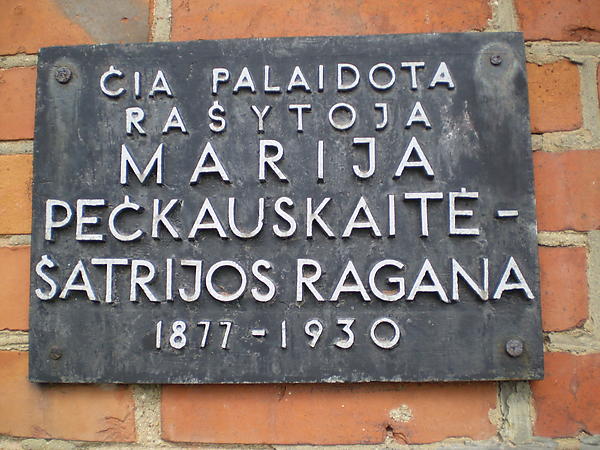 ČIA PALAIDOTA
RAŠYTOJA
MARIJA
PEČKAUSKAITĖ-
ŠATRIJOS RAGANA
1877-1930